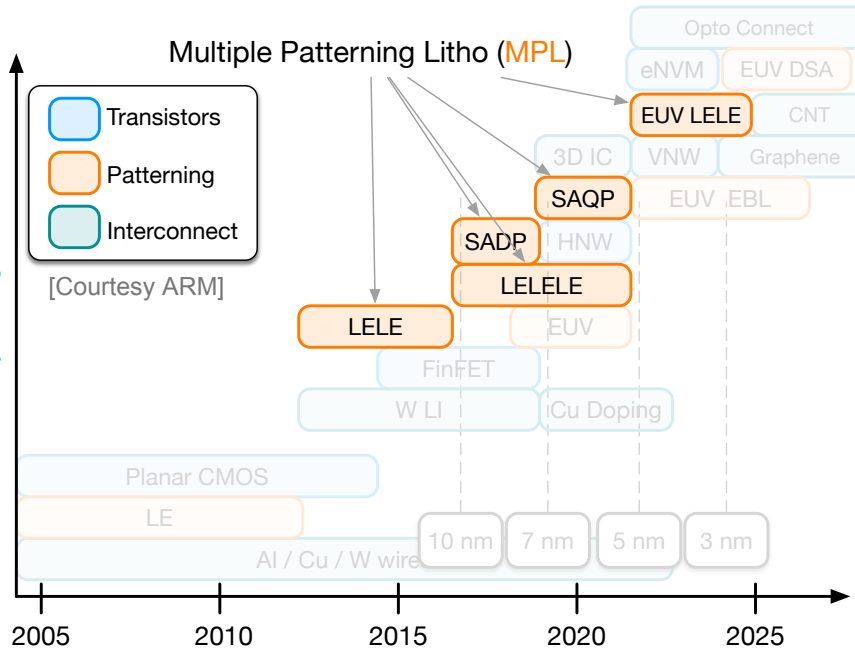 Opto Connect
Multiple Patterning Litho (MPL)
eNVM
EUV DSA
Transistors
EUV LELE
CNT
Patterning
3D IC
VNW
Graphene
SAQP
EUV EBL
Interconnect
SADP
HNW
[Courtesy ARM]
LELELE
LELE
EUV
FinFET
W LI
Cu Doping
Planar CMOS
LE
10 nm
7 nm
5 nm
3 nm
Al / Cu / W wire
2005
2010
2015
2020
2025